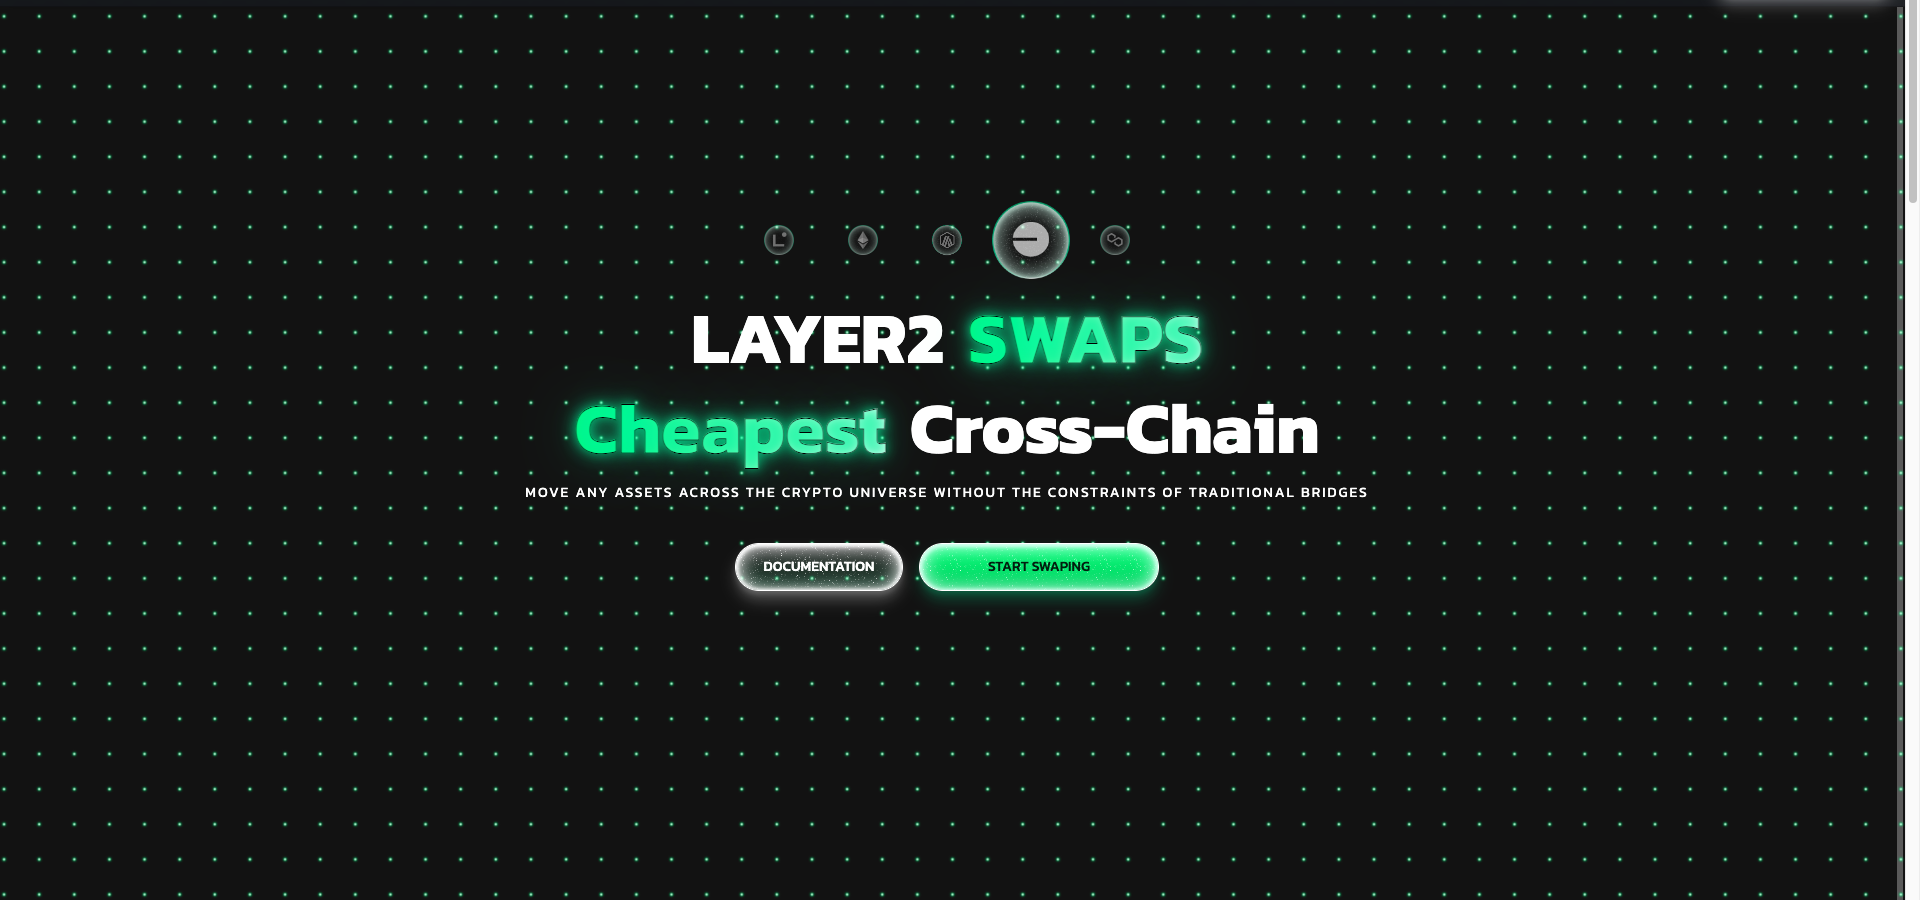 LAYER2 SWAPS
Cheapest Cross-Chain
MOVE ANY ASSETS ACROSS THE CRYPTO UNIVERSE WITHOUT THE CONSTRAINTS OF TRADITIONAL BRIDGES
DOCUMENTATION
START SWAPING